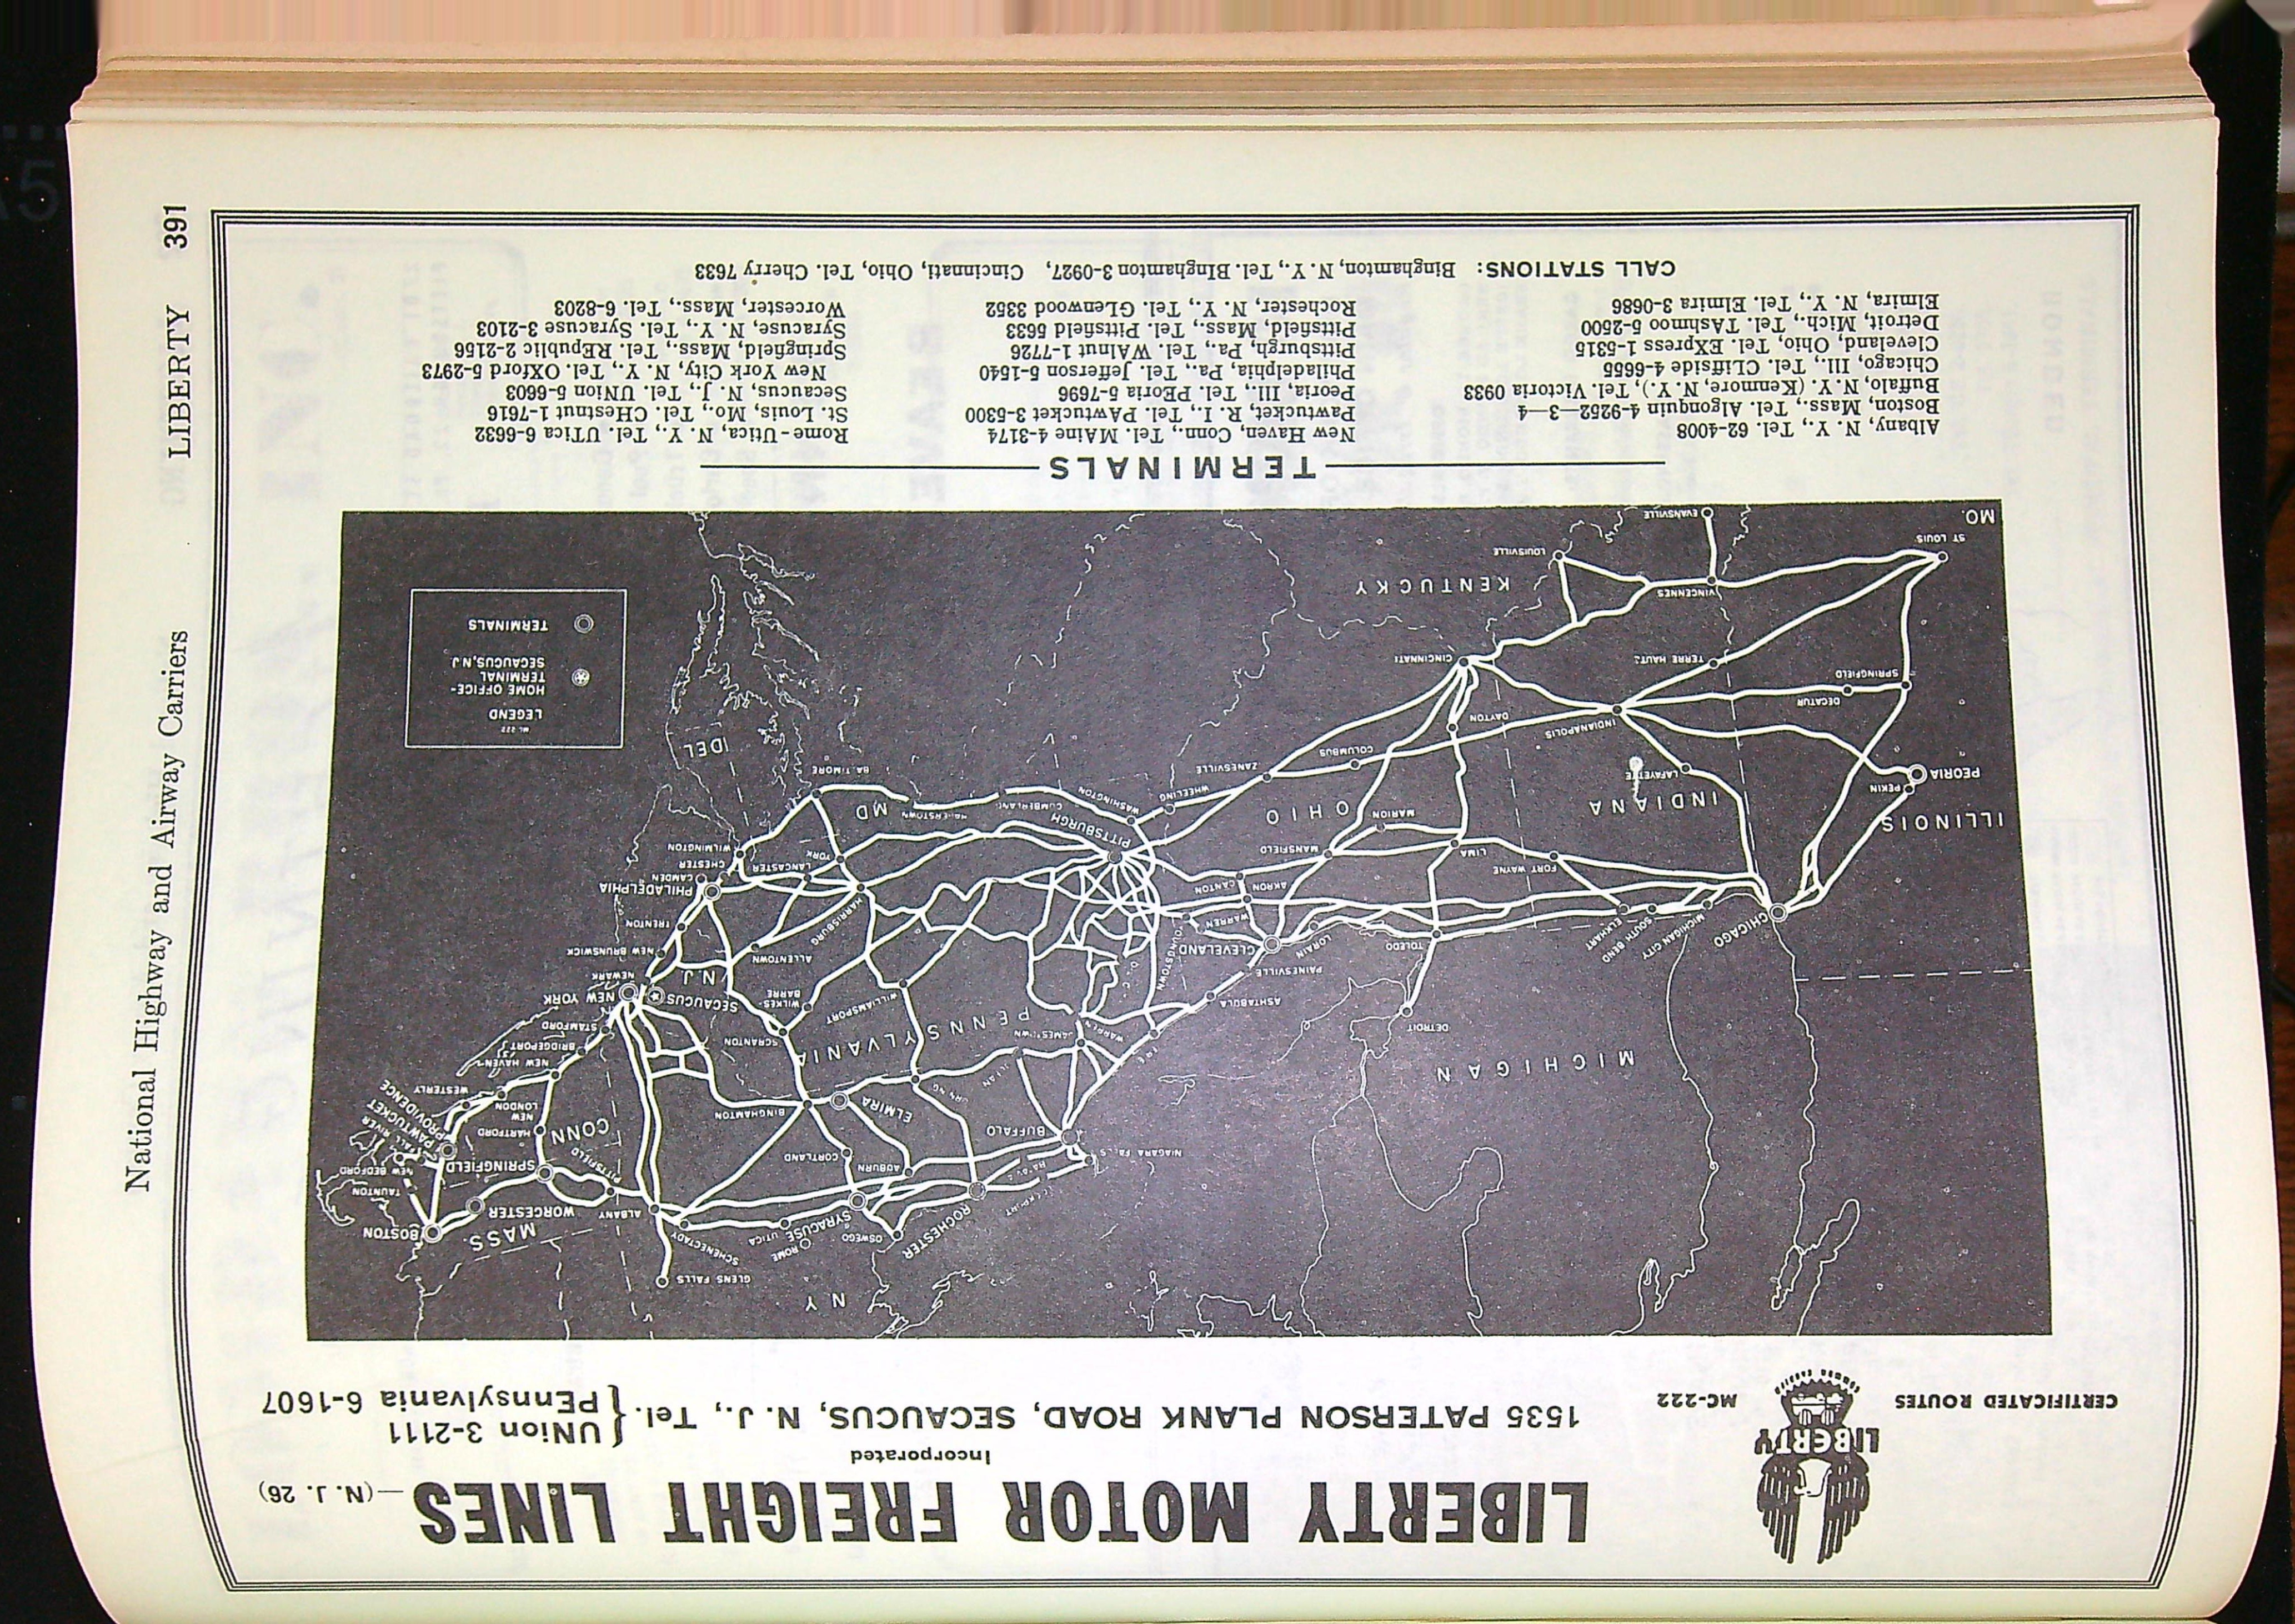 National Highway and Airway Carriers LIBERTY 391
LIBERTY MOTOR FREIGHT LINES —(N. J. 26)
Incorporated
1535 PATERSON PLANK ROAD, SECAUCUS, N. J., Tel. { UNion 3-2111
PEnnsylvania 6-1607
LIBERTY
CERTIFICATED ROUTES
MC-222
N Y
GLENS FALLS
MASS.
BOSTON
ROME
UTICA
SCHENECTADY
OSWEGO
SYRACUSE
ROCHESTER
ALBANY
WORCESTER
TAUNTON
NEW BEDFORD
FALL RIVER
PITTSFIELD
SPRINGFIELD
PAWTUCKET
PROVIDENCE
NIAGARA FALLS
AUBURN
CORTLAND
BUFFALO
CONN
HARTFORD
NEW LONDON
WESTERLY
ELMIRA
BINGHAMTON
NEW HAVEN
BRIDGEPORT
STAMFORD
MICHIGAN
DETROIT
JAMESTOWN
WARREN
PENNSYLVANIA
SCRANTON
WILLIAMSPORT
WILKES-BARRE
SECAUCUS
NEW YORK
NEWARK
ASHTABULA
PAINESVILLE
N.J.
NEW BRUNSWICK
ALLENTOWN
TRENTON
CHICAGO
MICHIGAN CITY
SOUTH BEND
ELKHART
TOLEDO
LORAIN
CLEVELAND
YOUNGSTOWN
WARREN
HARRISBURG
PHILADELPHIA
CAMDEN
CHESTER
LANCASTER
YORK
WILMINGTON
FORT WAYNE
LIMA
MANSFIELD
AKRON
CANTON
PITTSBURGH
ILLINOIS
INDIANA
OHIO
MARION
MD
HAGERSTOWN
CUMBERLAND
WASHINGTON
WHEELING
BALTIMORE
PEKIN
PEORIA
LAFAYETTE
COLUMBUS
ZANESVILLE
DEL
INDIANAPOLIS
DAYTON
DECATUR
SPRINGFIELD
TERRE HAUTE
CINCINNATI
VINCENNES
KENTUCKY
LOUISVILLE
ST LOUIS
EVANSVILLE
MO.
ML 222
LEGEND
HOME OFFICE-
TERMINAL
SECAUCUS, N.J.
TERMINALS
TERMINALS
Albany, N. Y., Tel. 62-4008
Boston, Mass., Tel. Algonquin 4-9252—3—4
Buffalo, N.Y. (Kenmore, N.Y.), Tel. Victoria 0933
Chicago, Ill., Tel. CLiffside 4-6655
Cleveland, Ohio, Tel. EXpress 1-5315
Detroit, Mich., Tel. TAshmoo 5-2500
Elmira, N. Y., Tel. Elmira 3-0686
New Haven, Conn., Tel. MAine 4-3174
Pawtucket, R. I., Tel. PAwtucket 3-5300
Peoria, Ill., Tel. PEoria 5-7696
Philadelphia, Pa., Tel. Jefferson 5-1540
Pittsburgh, Pa., Tel. WAlnut 1-7726
Pittsfield, Mass., Tel. Pittsfield 5633
Rochester, N. Y., Tel. GLenwood 3352
Rome-Utica, N. Y., Tel. UTica 6-6632
St. Louis, Mo., Tel. CHestnut 1-7616
Secaucus, N. J., Tel. UNion 5-6603
New York City, N. Y., Tel. OXford 5-2973
Springfield, Mass., Tel. REpublic 2-2156
Syracuse, N. Y., Tel. Syracuse 3-2103
Worcester, Mass., Tel. 6-8203
CALL STATIONS: Binghamton, N. Y., Tel. BInghamton 3-0927, Cincinnati, Ohio, Tel. Cherry 7633